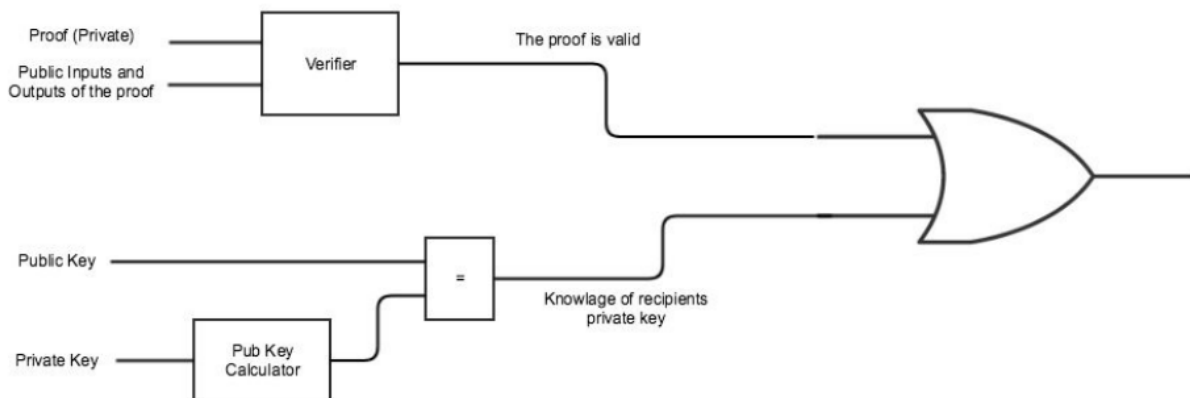 Proof (Private)
Public Inputs and
Outputs of the proof
Verifier
The proof is valid
Public Key
=
Knowlage of recipients
private key
Private Key
Pub Key
Calculator